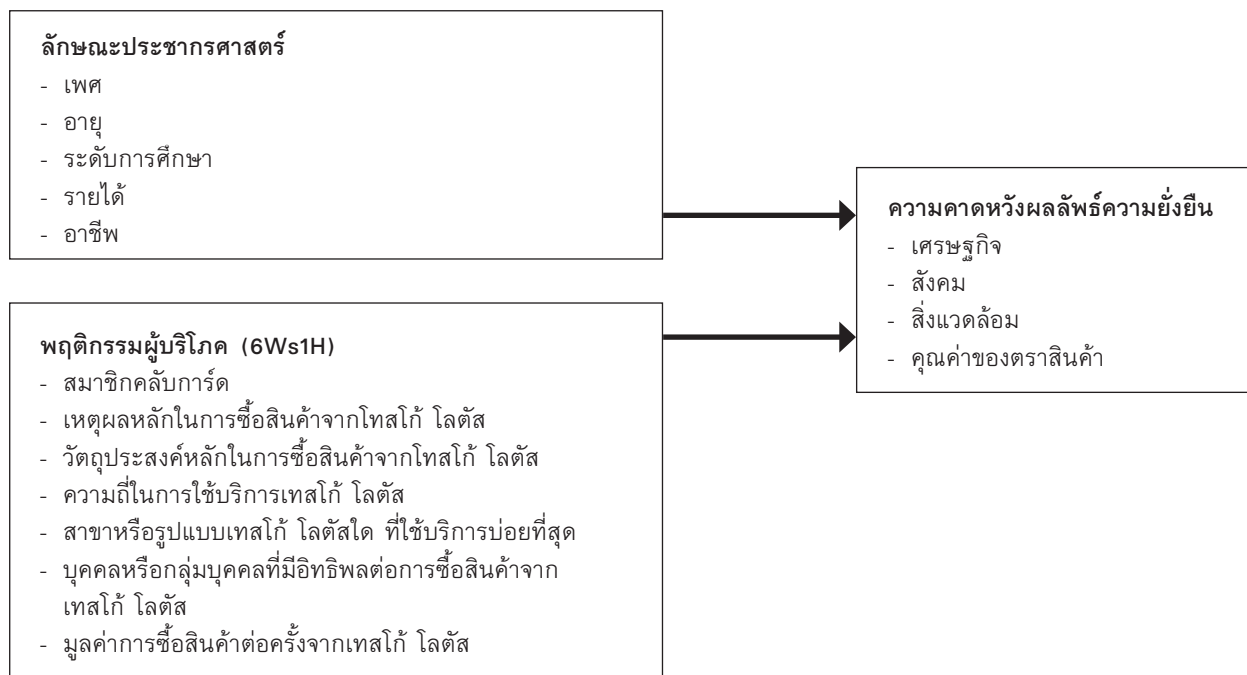 ลักษณะประชากรศาสตร์
- เพศ
- อายุ
- ระดับการศึกษา
- รายได้
- อาชีพ
พฤติกรรมผู้บริโภค (6Ws1H)
- สมาชิกคลับการ์ด
- เหตุผลหลักในการซื้อสินค้าจากโทสโก้ โลตัส
- วัตถุประสงค์หลักในการซื้อสินค้าจากโทสโก้ โลตัส
- ความถี่ในการใช้บริการเทสโก้ โลตัส
- สาขาหรือรูปแบบเทสโก้ โลตัสใด ที่ใช้บริการบ่อยที่สุด
- บุคคลหรือกลุ่มบุคคลที่มีอิทธิพลต่อการซื้อสินค้าจาก
เทสโก้ โลตัส
- มูลค่าการซื้อสินค้าต่อครั้งจากเทสโก้ โลตัส
ความคาดหวังผลลัพธ์ความยั่งยืน
- เศรษฐกิจ
- สังคม
- สิ่งแวดล้อม
- คุณค่าของตราสินค้า